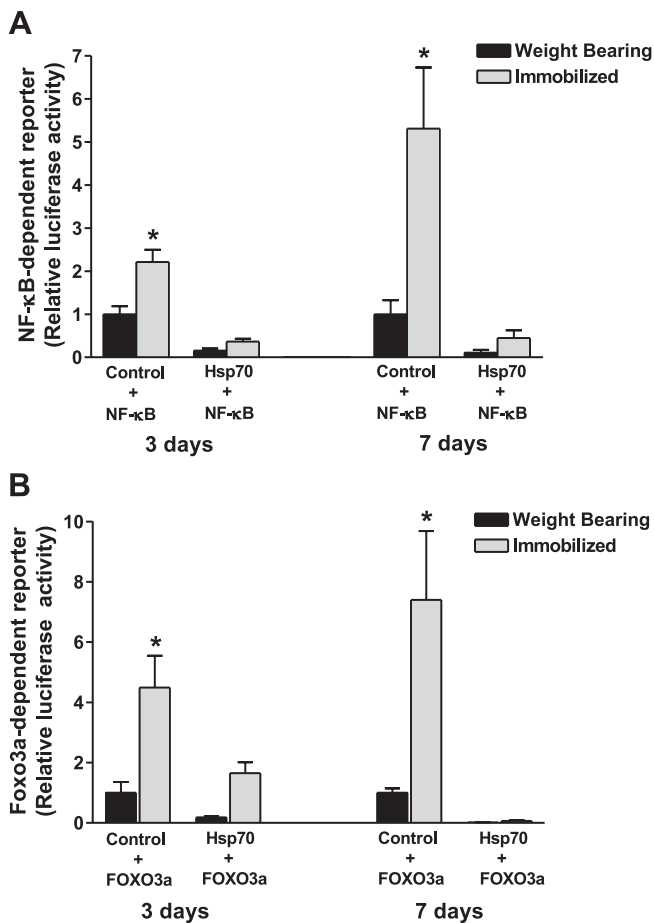 A
NF-κB-dependent reporter
(Relative luciferase activity)
7
6
5
4
3
2
1
0
*
*
Weight Bearing
Immobilized
Control Hsp70 Control Hsp70
+ + + +
NF-κB NF-κB NF-κB NF-κB
3 days 7 days
B
Foxo3a-dependent reporter
(Relative luciferase activity)
10
8
6
4
2
0
*
*
Weight Bearing
Immobilized
Control Hsp70 Control Hsp70
+ + + +
FOXO3a FOXO3a FOXO3a FOXO3a
3 days 7 days